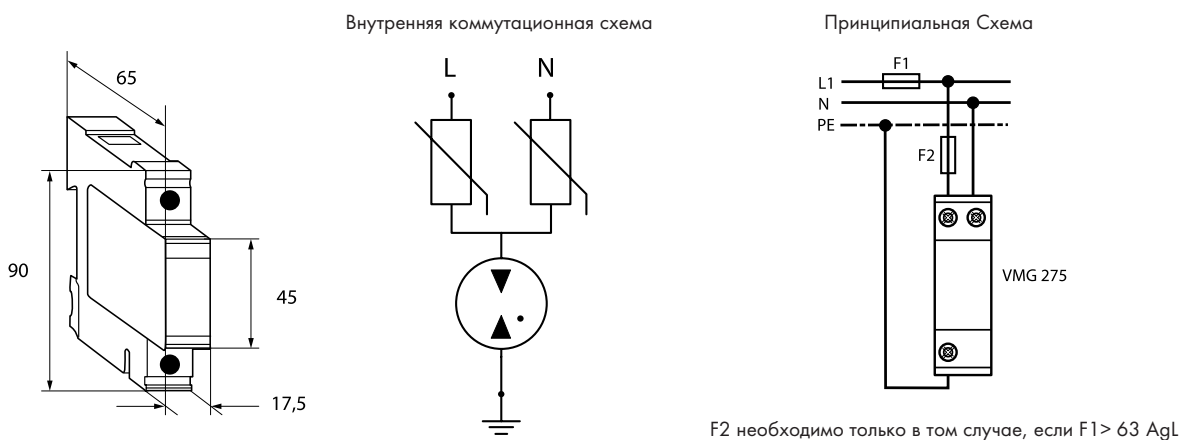 Внутренняя коммутационная схема
Принципиальная Схема
65
90
45
17,5
L N
F1
L1
N
PE
F2
VMG 275
F2 необходимо только в том случае, если F1> 63 AgL